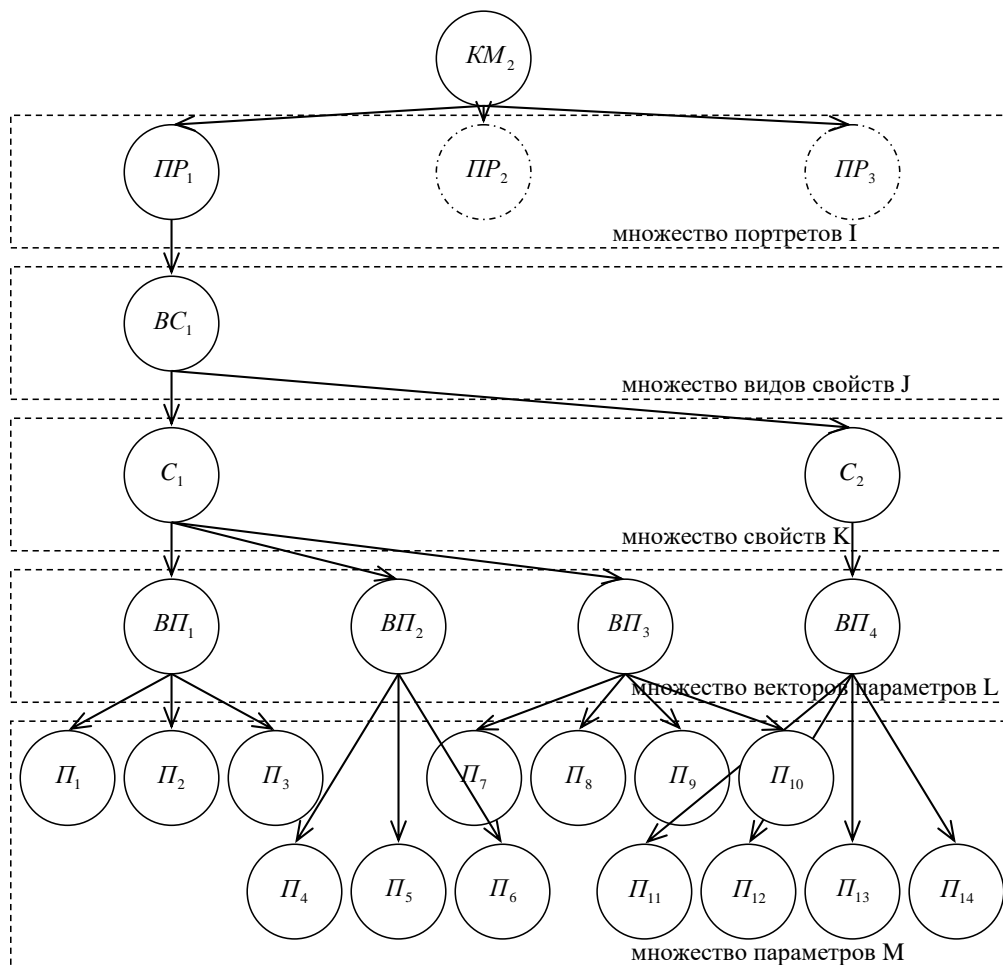 КМ₂
ПР₁ ПР₂ ПР₃
множество портретов I
ВС₁
множество видов свойств J
С₁ С₂
множество свойств K
ВП₁ ВП₂ ВП₃ ВП₄
множество векторов параметров L
П₁ П₂ П₃ П₇ П₈ П₉ П₁₀
П₄ П₅ П₆ П₁₁ П₁₂ П₁₃ П₁₄
множество параметров M